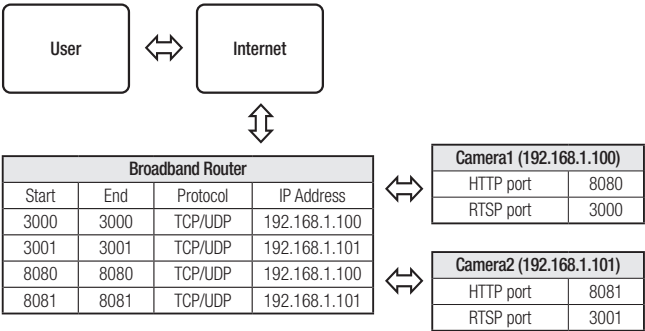 User
Internet
Broadband Router
Start End Protocol IP Address
3000 3000 TCP/UDP 192.168.1.100
3001 3001 TCP/UDP 192.168.1.101
8080 8080 TCP/UDP 192.168.1.100
8081 8081 TCP/UDP 192.168.1.101
Camera1 (192.168.1.100)
HTTP port 8080
RTSP port 3000
Camera2 (192.168.1.101)
HTTP port 8081
RTSP port 3001